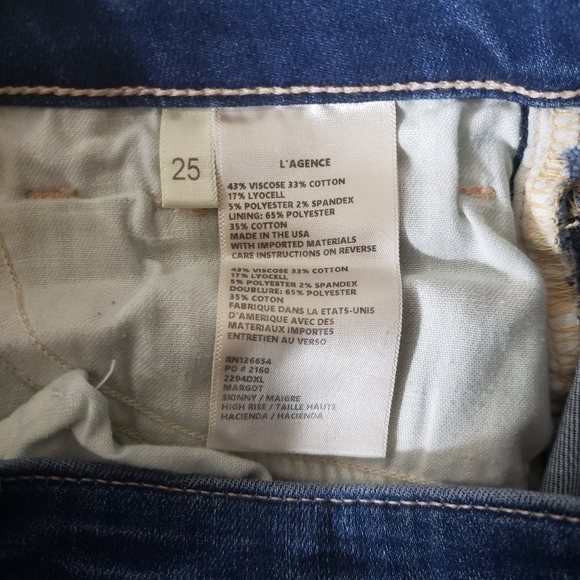 25
L'AGENCE
43% VISCOSE 33% COTTON
17% LYOCELL
5% POLYESTER 2% SPANDEX
LINING: 65% POLYESTER
35% COTTON
MADE IN THE USA
WITH IMPORTED MATERIALS
CARE INSTRUCTIONS ON REVERSE
43% VISCOSE 33% COTTON
17% LYOCELL
5% POLYESTER 2% SPANDEX
DOUBLURE: 65% POLYESTER
35% COTON
FABRIQUE DANS LA ETATS-UNIS
D'AMERIQUE AVEC DES
MATERIAUX IMPORTES
ENTRETIEN AU VERSO
RN126654
PO # 2160
2294DXL
MARGOT
SKINNY / MAIGRE
HIGH RISE / TAILLE HAUTE
HACIENDA / HACIENDA